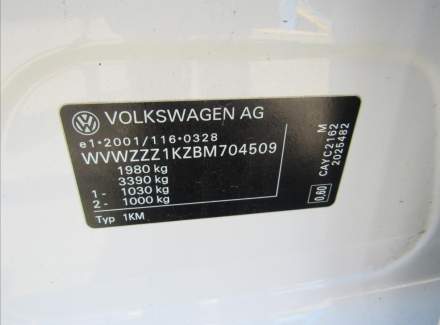 VOLKSWAGEN AG
e1*2001/116*0328
WVWZZZ1KZBM704509
1980 kg
3390 kg
1- 1030 kg
2- 1000 kg
Typ 1KM
CAYC2162 M
2025482
0,60